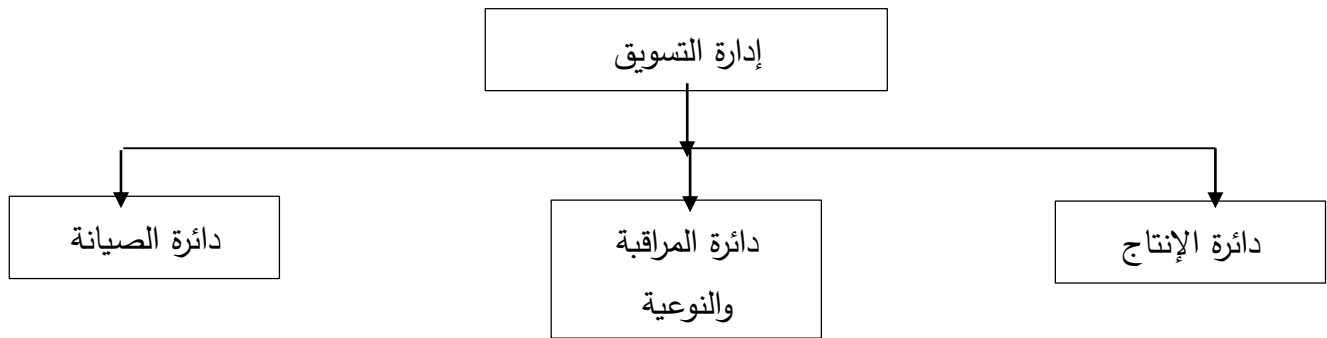 إدارة التسويق
دائرة الإنتاج
دائرة المراقبة
والنوعية
دائرة الصيانة